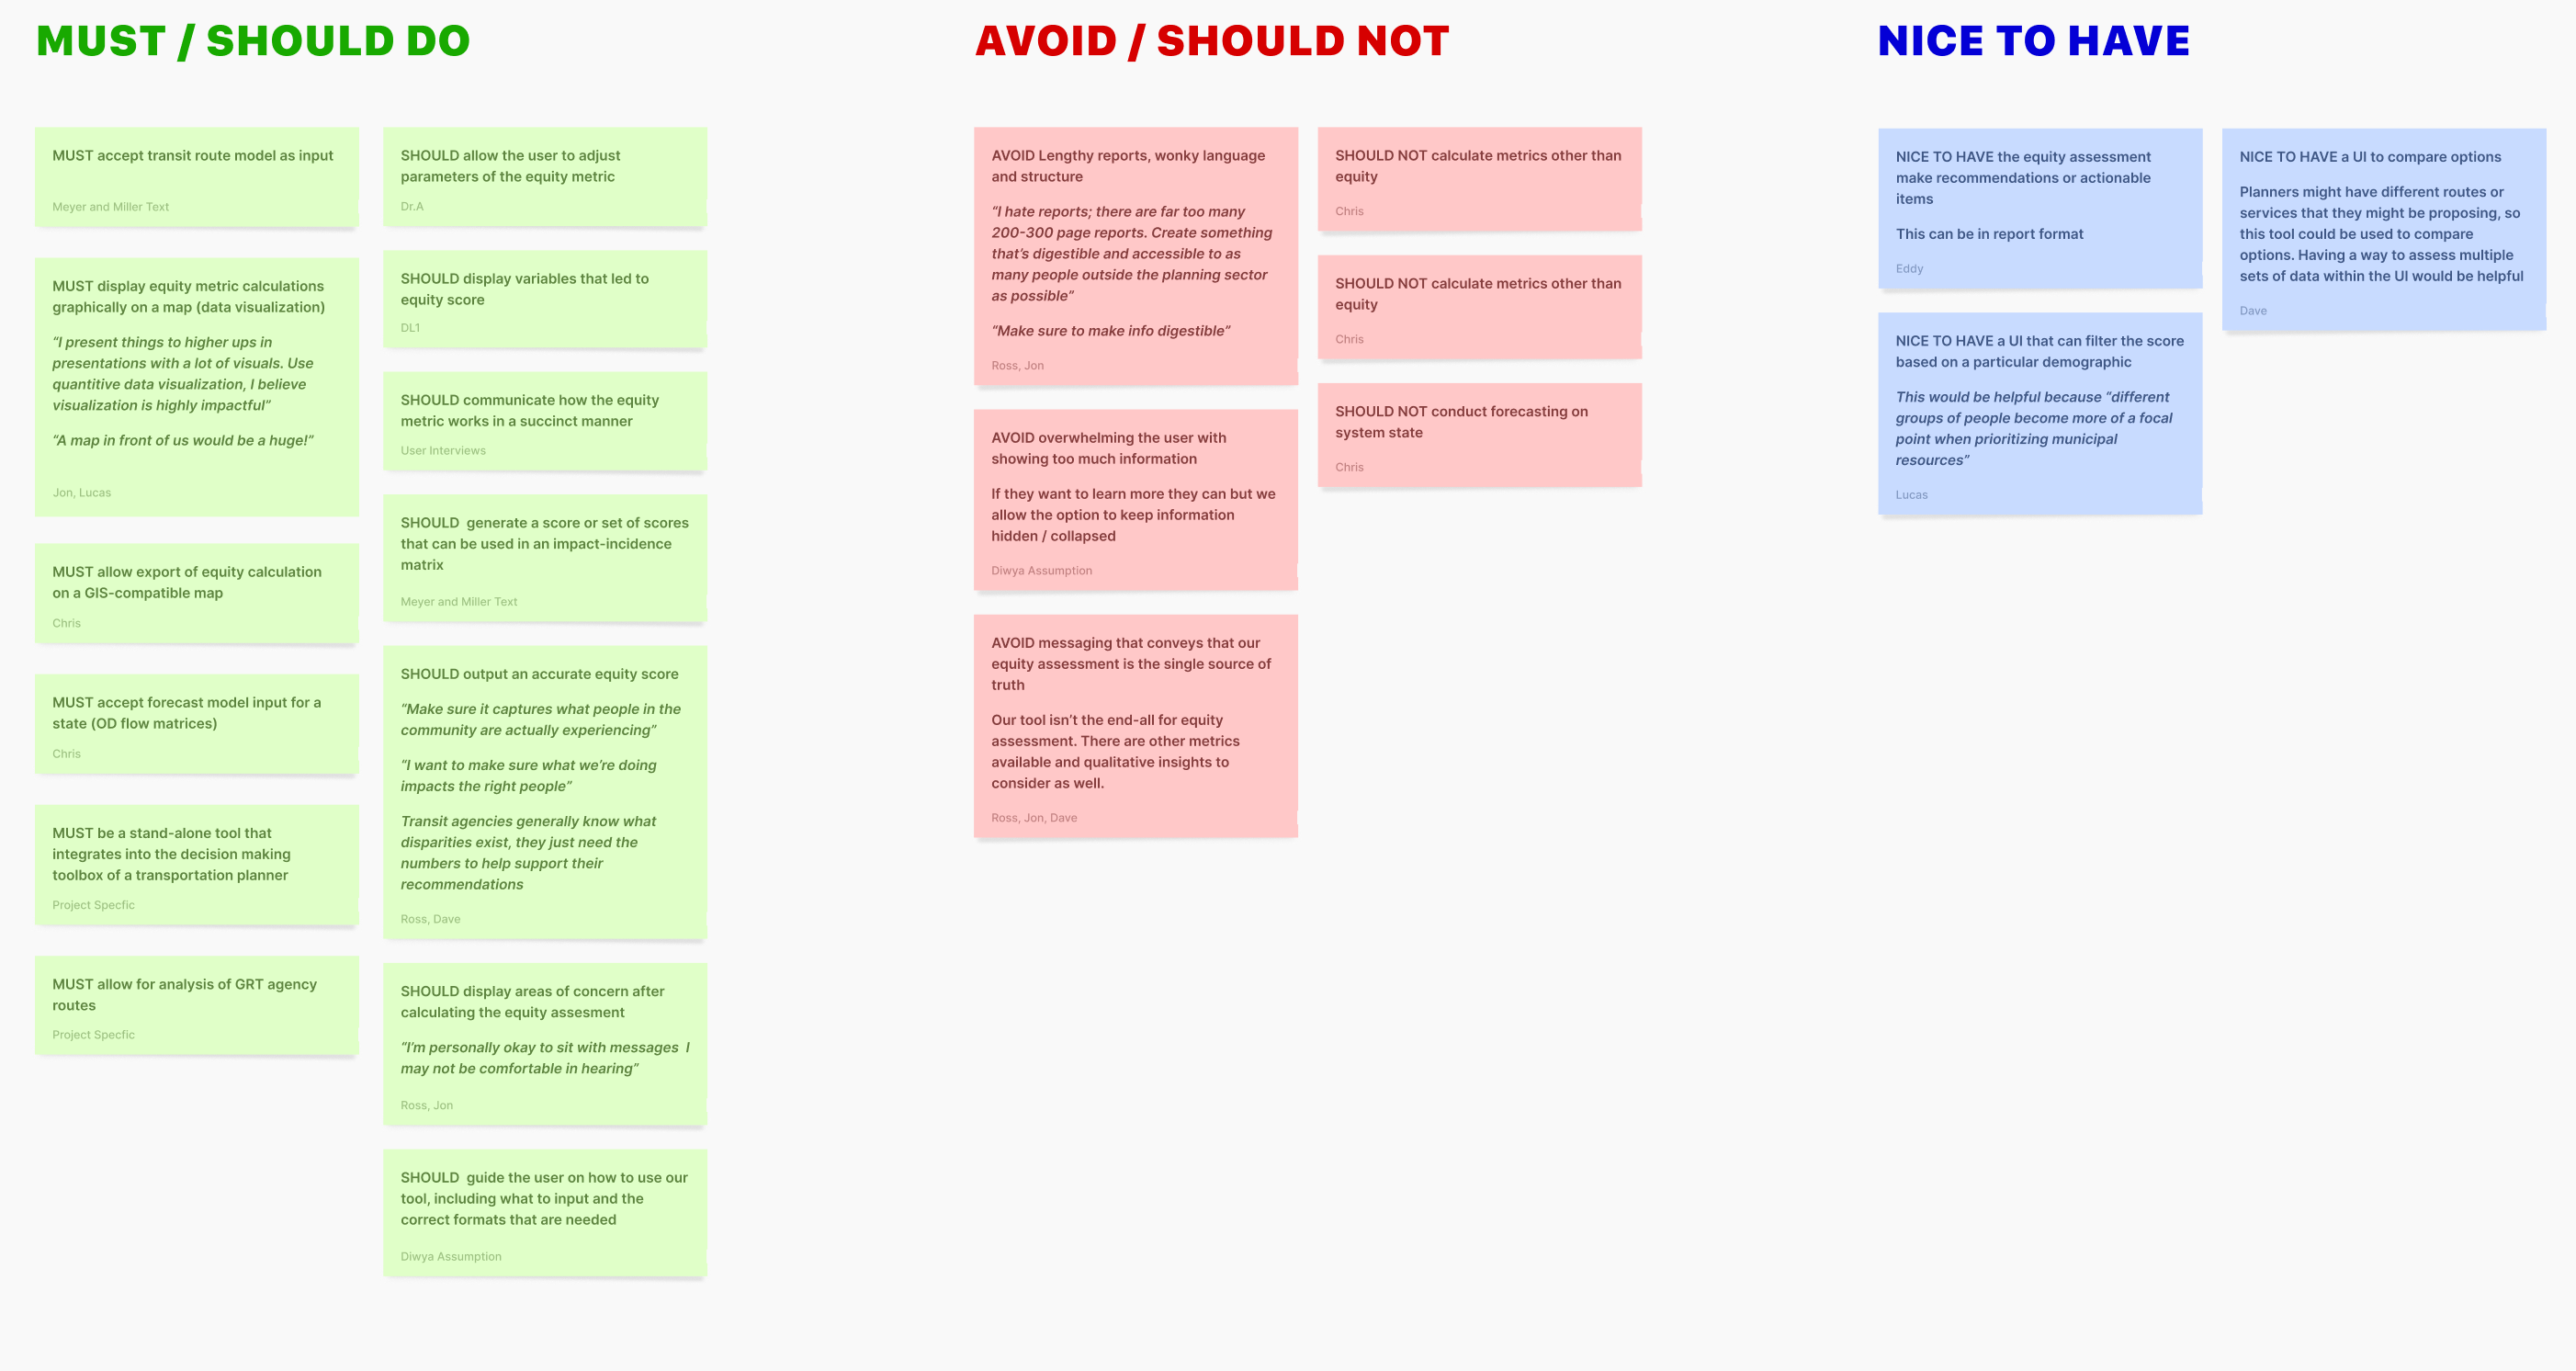 MUST / SHOULD DO
MUST accept transit route model as input
Meyer and Miller Text
MUST display equity metric calculations
graphically on a map (data visualization)
“I present things to higher ups in
presentations with a lot of visuals. Use
quantitive data visualization, I believe
visualization is highly impactful”
“A map in front of us would be a huge!”
Jon, Lucas
MUST allow export of equity calculation
on a GIS-compatible map
Chris
MUST accept forecast model input for a
state (OD flow matrices)
Chris
MUST be a stand-alone tool that
integrates into the decision making
toolbox of a transportation planner
Project Specfic
MUST allow for analysis of GRT agency
routes
Project Specfic
SHOULD allow the user to adjust
parameters of the equity metric
Dr.A
SHOULD display variables that led to
equity score
DL1
SHOULD communicate how the equity
metric works in a succinct manner
User Interviews
SHOULD  generate a score or set of scores
that can be used in an impact-incidence
matrix
Meyer and Miller Text
SHOULD output an accurate equity score
“Make sure it captures what people in the
community are actually experiencing”
“I want to make sure what we’re doing
impacts the right people”
Transit agencies generally know what
disparities exist, they just need the
numbers to help support their
recommendations
Ross, Dave
SHOULD display areas of concern after
calculating the equity assesment
“I’m personally okay to sit with messages  I
may not be comfortable in hearing”
Ross, Jon
SHOULD  guide the user on how to use our
tool, including what to input and the
correct formats that are needed
Diwya Assumption
AVOID / SHOULD NOT
AVOID Lengthy reports, wonky language
and structure
“I hate reports; there are far too many
200-300 page reports. Create something
that’s digestible and accessible to as
many people outside the planning sector
as possible”
“Make sure to make info digestible”
Ross, Jon
AVOID overwhelming the user with
showing too much information
If they want to learn more they can but we
allow the option to keep information
hidden / collapsed
Diwya Assumption
AVOID messaging that conveys that our
equity assessment is the single source of
truth
Our tool isn’t the end-all for equity
assessment. There are other metrics
available and qualitative insights to
consider as well.
Ross, Jon, Dave
SHOULD NOT calculate metrics other than
equity
Chris
SHOULD NOT calculate metrics other than
equity
Chris
SHOULD NOT conduct forecasting on
system state
Chris
NICE TO HAVE
NICE TO HAVE the equity assessment
make recommendations or actionable
items
This can be in report format
Eddy
NICE TO HAVE a UI that can filter the score
based on a particular demographic
This would be helpful because “different
groups of people become more of a focal
point when prioritizing municipal
resources”
Lucas
NICE TO HAVE a UI to compare options
Planners might have different routes or
services that they might be proposing, so
this tool could be used to compare
options. Having a way to assess multiple
sets of data within the UI would be helpful
Dave